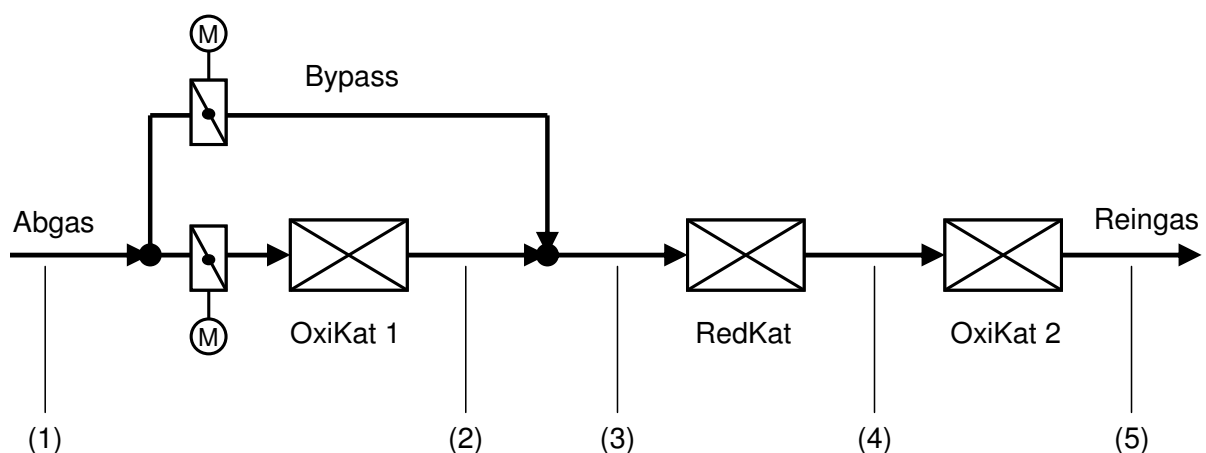 M
Bypass
Abgas
Reingas
M
OxiKat 1
RedKat
OxiKat 2
(1)
(2)
(3)
(4)
(5)